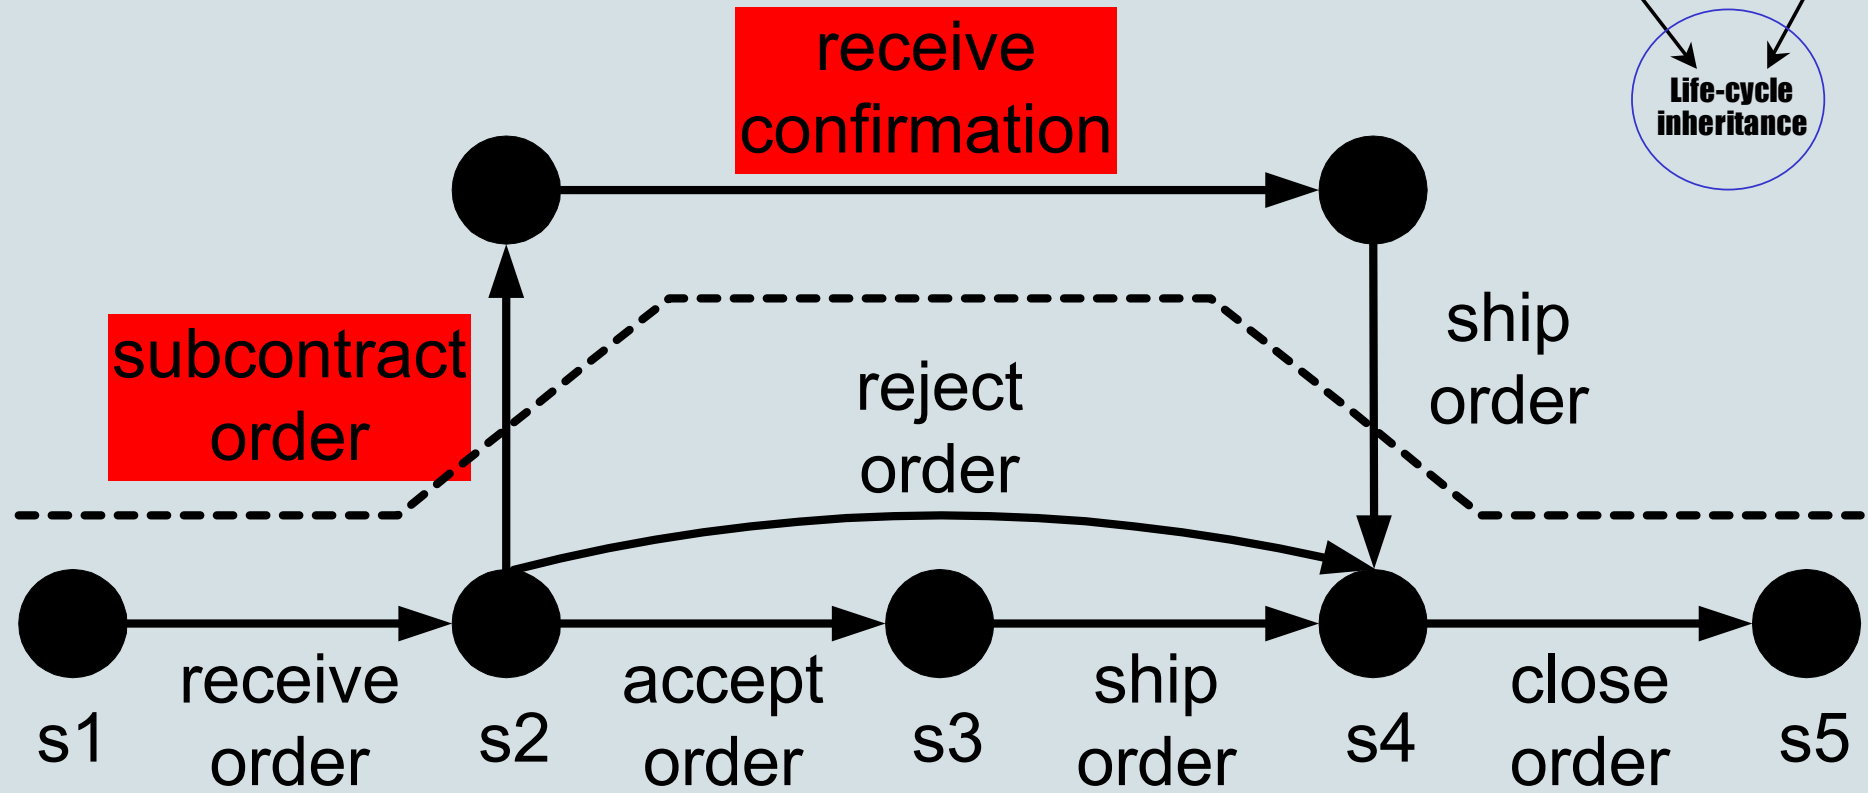 receive
confirmation
Life-cycle
inheritance
subcontract
order
reject
order
ship
order
receive
order
accept
order
ship
order
close
order
s1
s2
s3
s4
s5